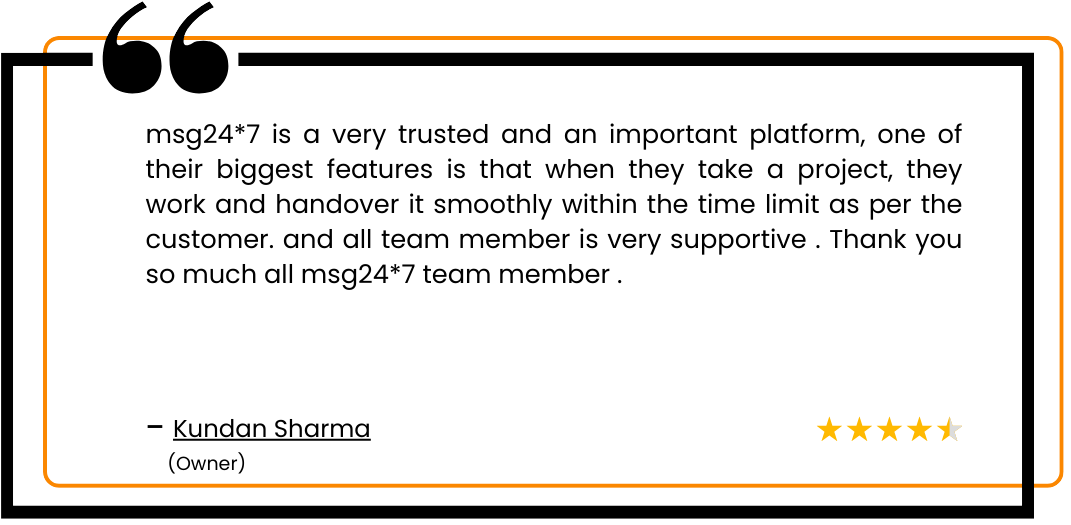 msg24*7 is a very trusted and an important platform, one of
their biggest features is that when they take a project, they
work and handover it smoothly within the time limit as per the
customer. and all team member is very supportive . Thank you
so much all msg24*7 team member .
– Kundan Sharma
(Owner)